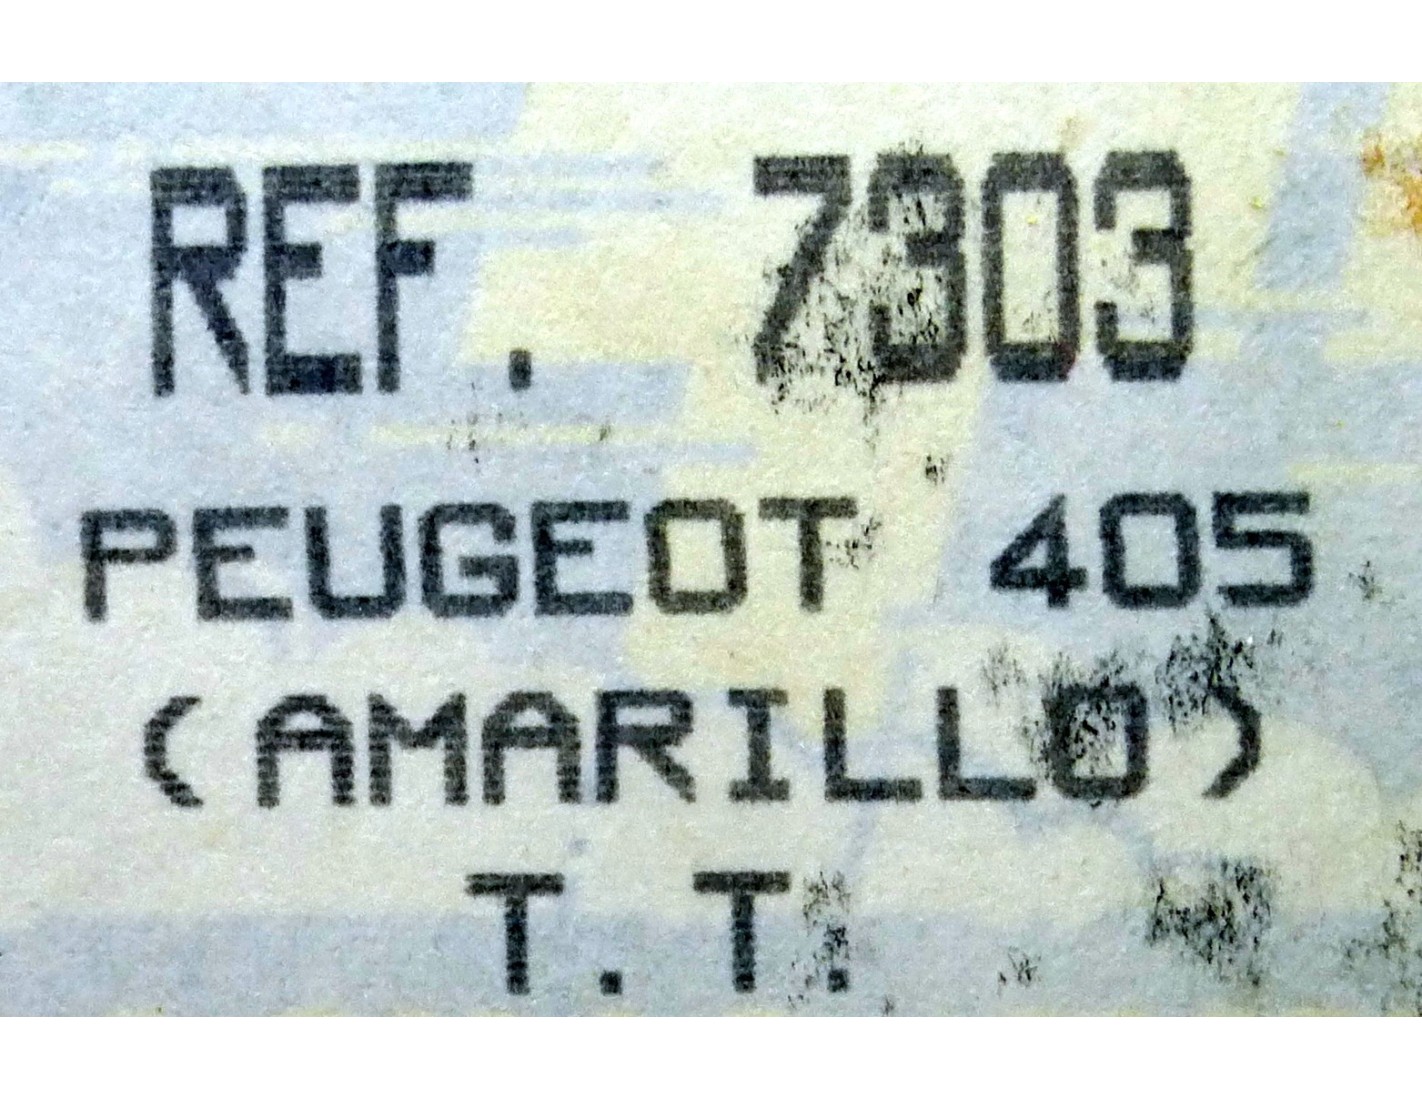 REF. 7303
PEUGEOT 405
(AMARILLO)
T.T.